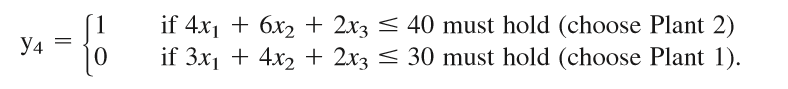 y₄ = {1 if 4x₁ + 6x₂ + 2x₃ ≤ 40 must hold (choose Plant 2)
0 if 3x₁ + 4x₂ + 2x₃ ≤ 30 must hold (choose Plant 1).